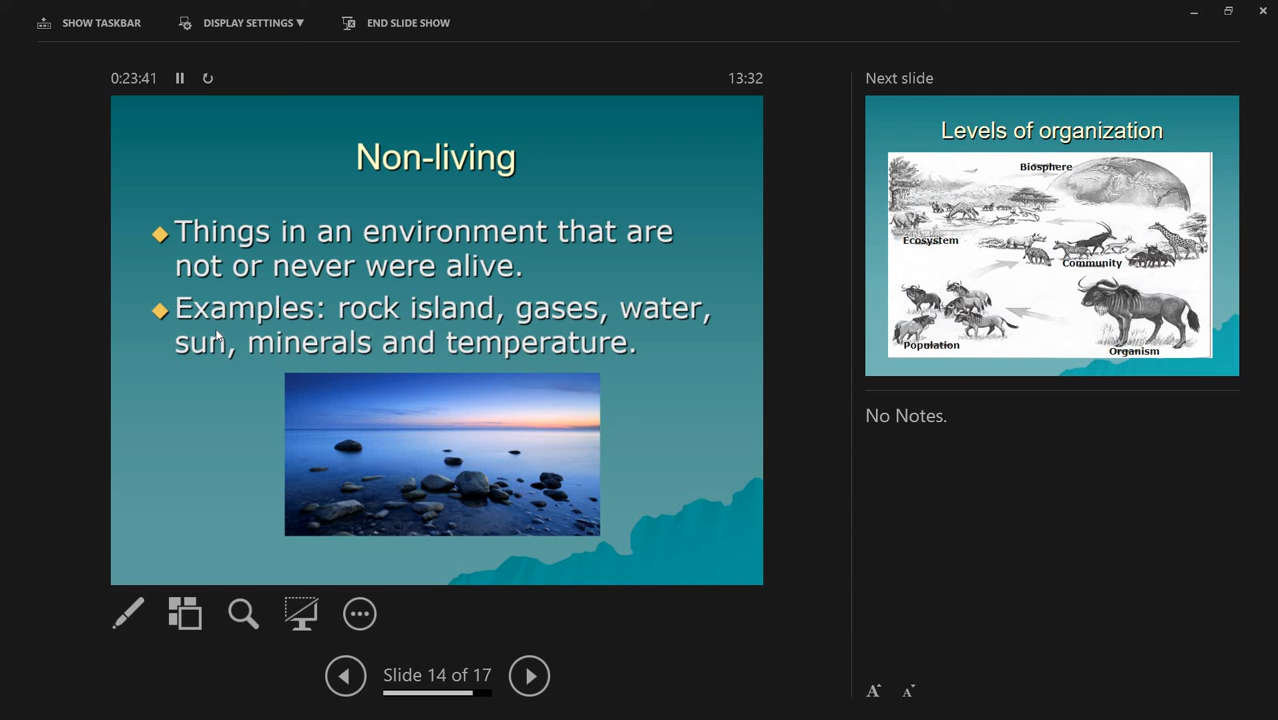 SHOW TASKBAR
DISPLAY SETTINGS ▼
END SLIDE SHOW
0:23:41
13:32
Non-living
Things in an environment that are
not or never were alive.
Examples: rock island, gases, water,
sun, minerals and temperature.
Slide 14 of 17
Next slide
Levels of organization
Biosphere
Ecosystem
Community
Population
Organism
No Notes.
A A